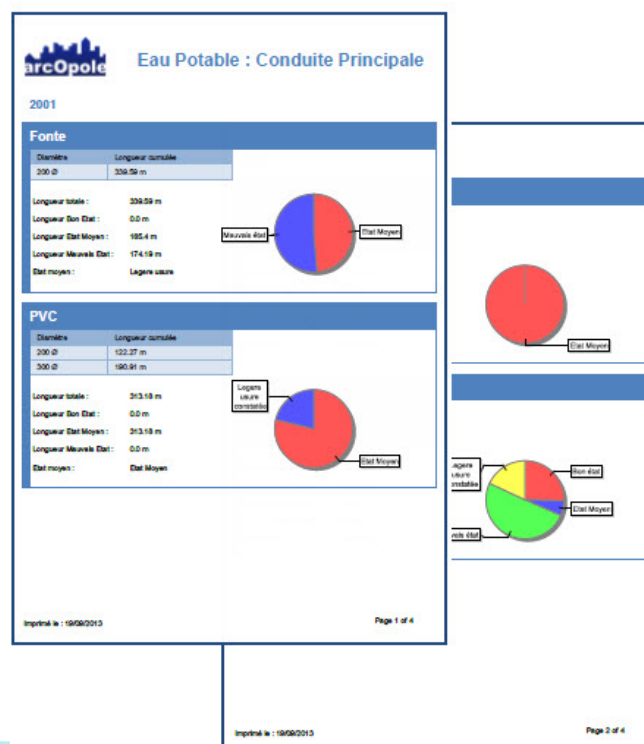 arcOpole
Eau Potable : Conduite Principale
2001
Fonte
Diamètre Longueur cumulée
200 Ø 339.59 m
Longueur totale : 339.59 m
Longueur Bon Etat : 0.0 m
Longueur Etat Moyen : 165.4 m
Longueur Mauvais Etat : 174.19 m
Etat moyen : Legere usure
Mauvais état
Etat Moyen
PVC
Diamètre Longueur cumulée
200 Ø 122.27 m
300 Ø 190.91 m
Longueur totale : 313.18 m
Longueur Bon Etat : 0.0 m
Longueur Etat Moyen : 313.18 m
Longueur Mauvais Etat : 0.0 m
Etat moyen : Etat Moyen
Legere
usure
constatée
Etat Moyen
Imprimé le : 19/09/2013
Page 1 of 4
Etat Moyen
Bon état
Etat Moyen
usure
état
Imprimé le : 19/09/2013
Page 2 of 4